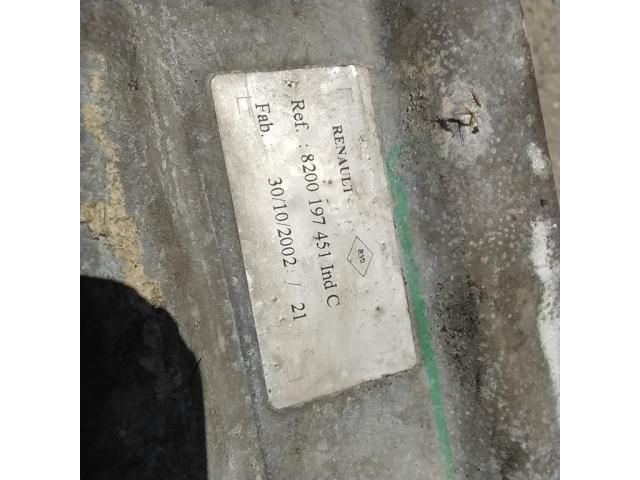 RENAULT
Ref. : 8200 197 451 Ind C
Fab. 30/10/2002 / 21